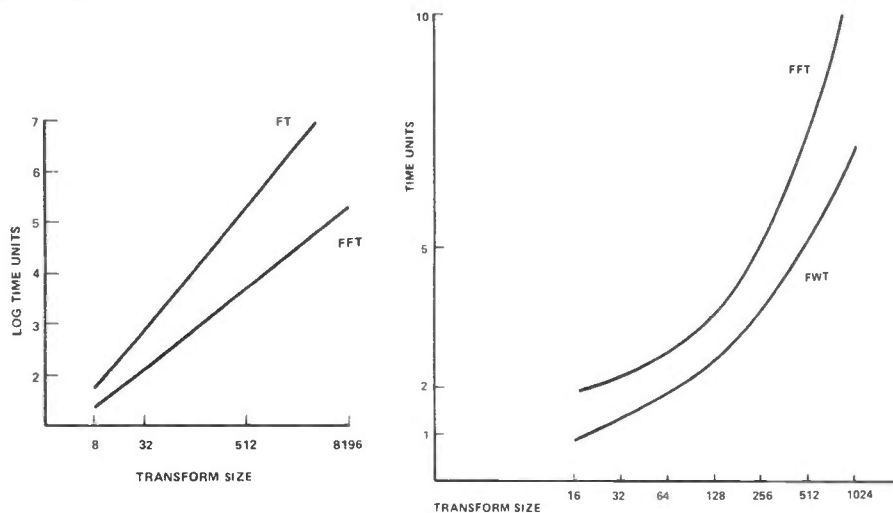 LOG TIME UNITS
7
6
5
4
3
2
FT
FFT
8 32 512 8196
TRANSFORM SIZE
TIME UNITS
10
5
2
1
FFT
FWT
16 32 64 128 256 512 1024
TRANSFORM SIZE